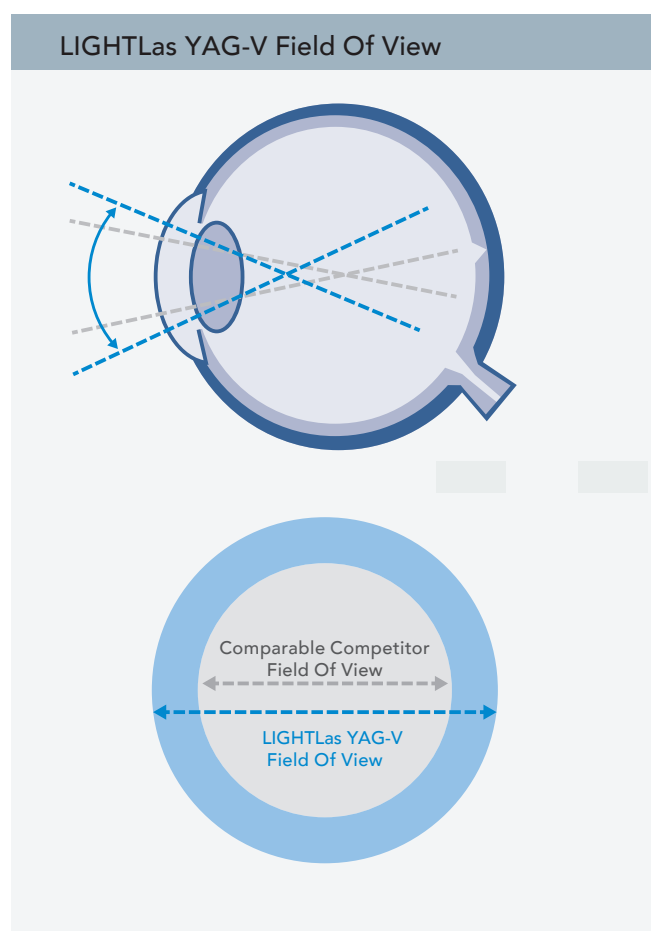 LIGHTLas YAG-V Field Of View
Comparable Competitor
Field Of View
LIGHTLas YAG-V
Field Of View